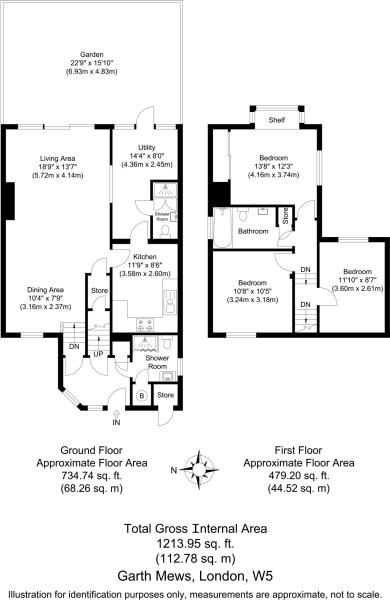 Garden
22'9" x 15'10"
(6.93m x 4.83m)
Living Area
18'9" x 13'7"
(5.72m x 4.14m)
Utility
14'4" x 8'0"
(4.36m x 2.45m)
Shower
Room
Kitchen
11'9" x 8'6"
(3.58m x 2.60m)
Dining Area
10'4" x 7'9"
(3.16m x 2.37m)
Store
DN
UP
Shower
Room
B
Store
IN
Shelf
Bedroom
13'8" x 12'3"
(4.16m x 3.74m)
Bathroom
Store
Bedroom
10'8" x 10'5"
(3.24m x 3.18m)
DN
DN
Bedroom
11'10" x 8'7"
(3.60m x 2.61m)
Ground Floor
Approximate Floor Area
734.74 sq. ft.
(68.26 sq. m)
N
First Floor
Approximate Floor Area
479.20 sq. ft.
(44.52 sq. m)
Total Gross Internal Area
1213.95 sq. ft.
(112.78 sq. m)
Garth Mews, London, W5
Illustration for identification purposes only, measurements are approximate, not to scale.